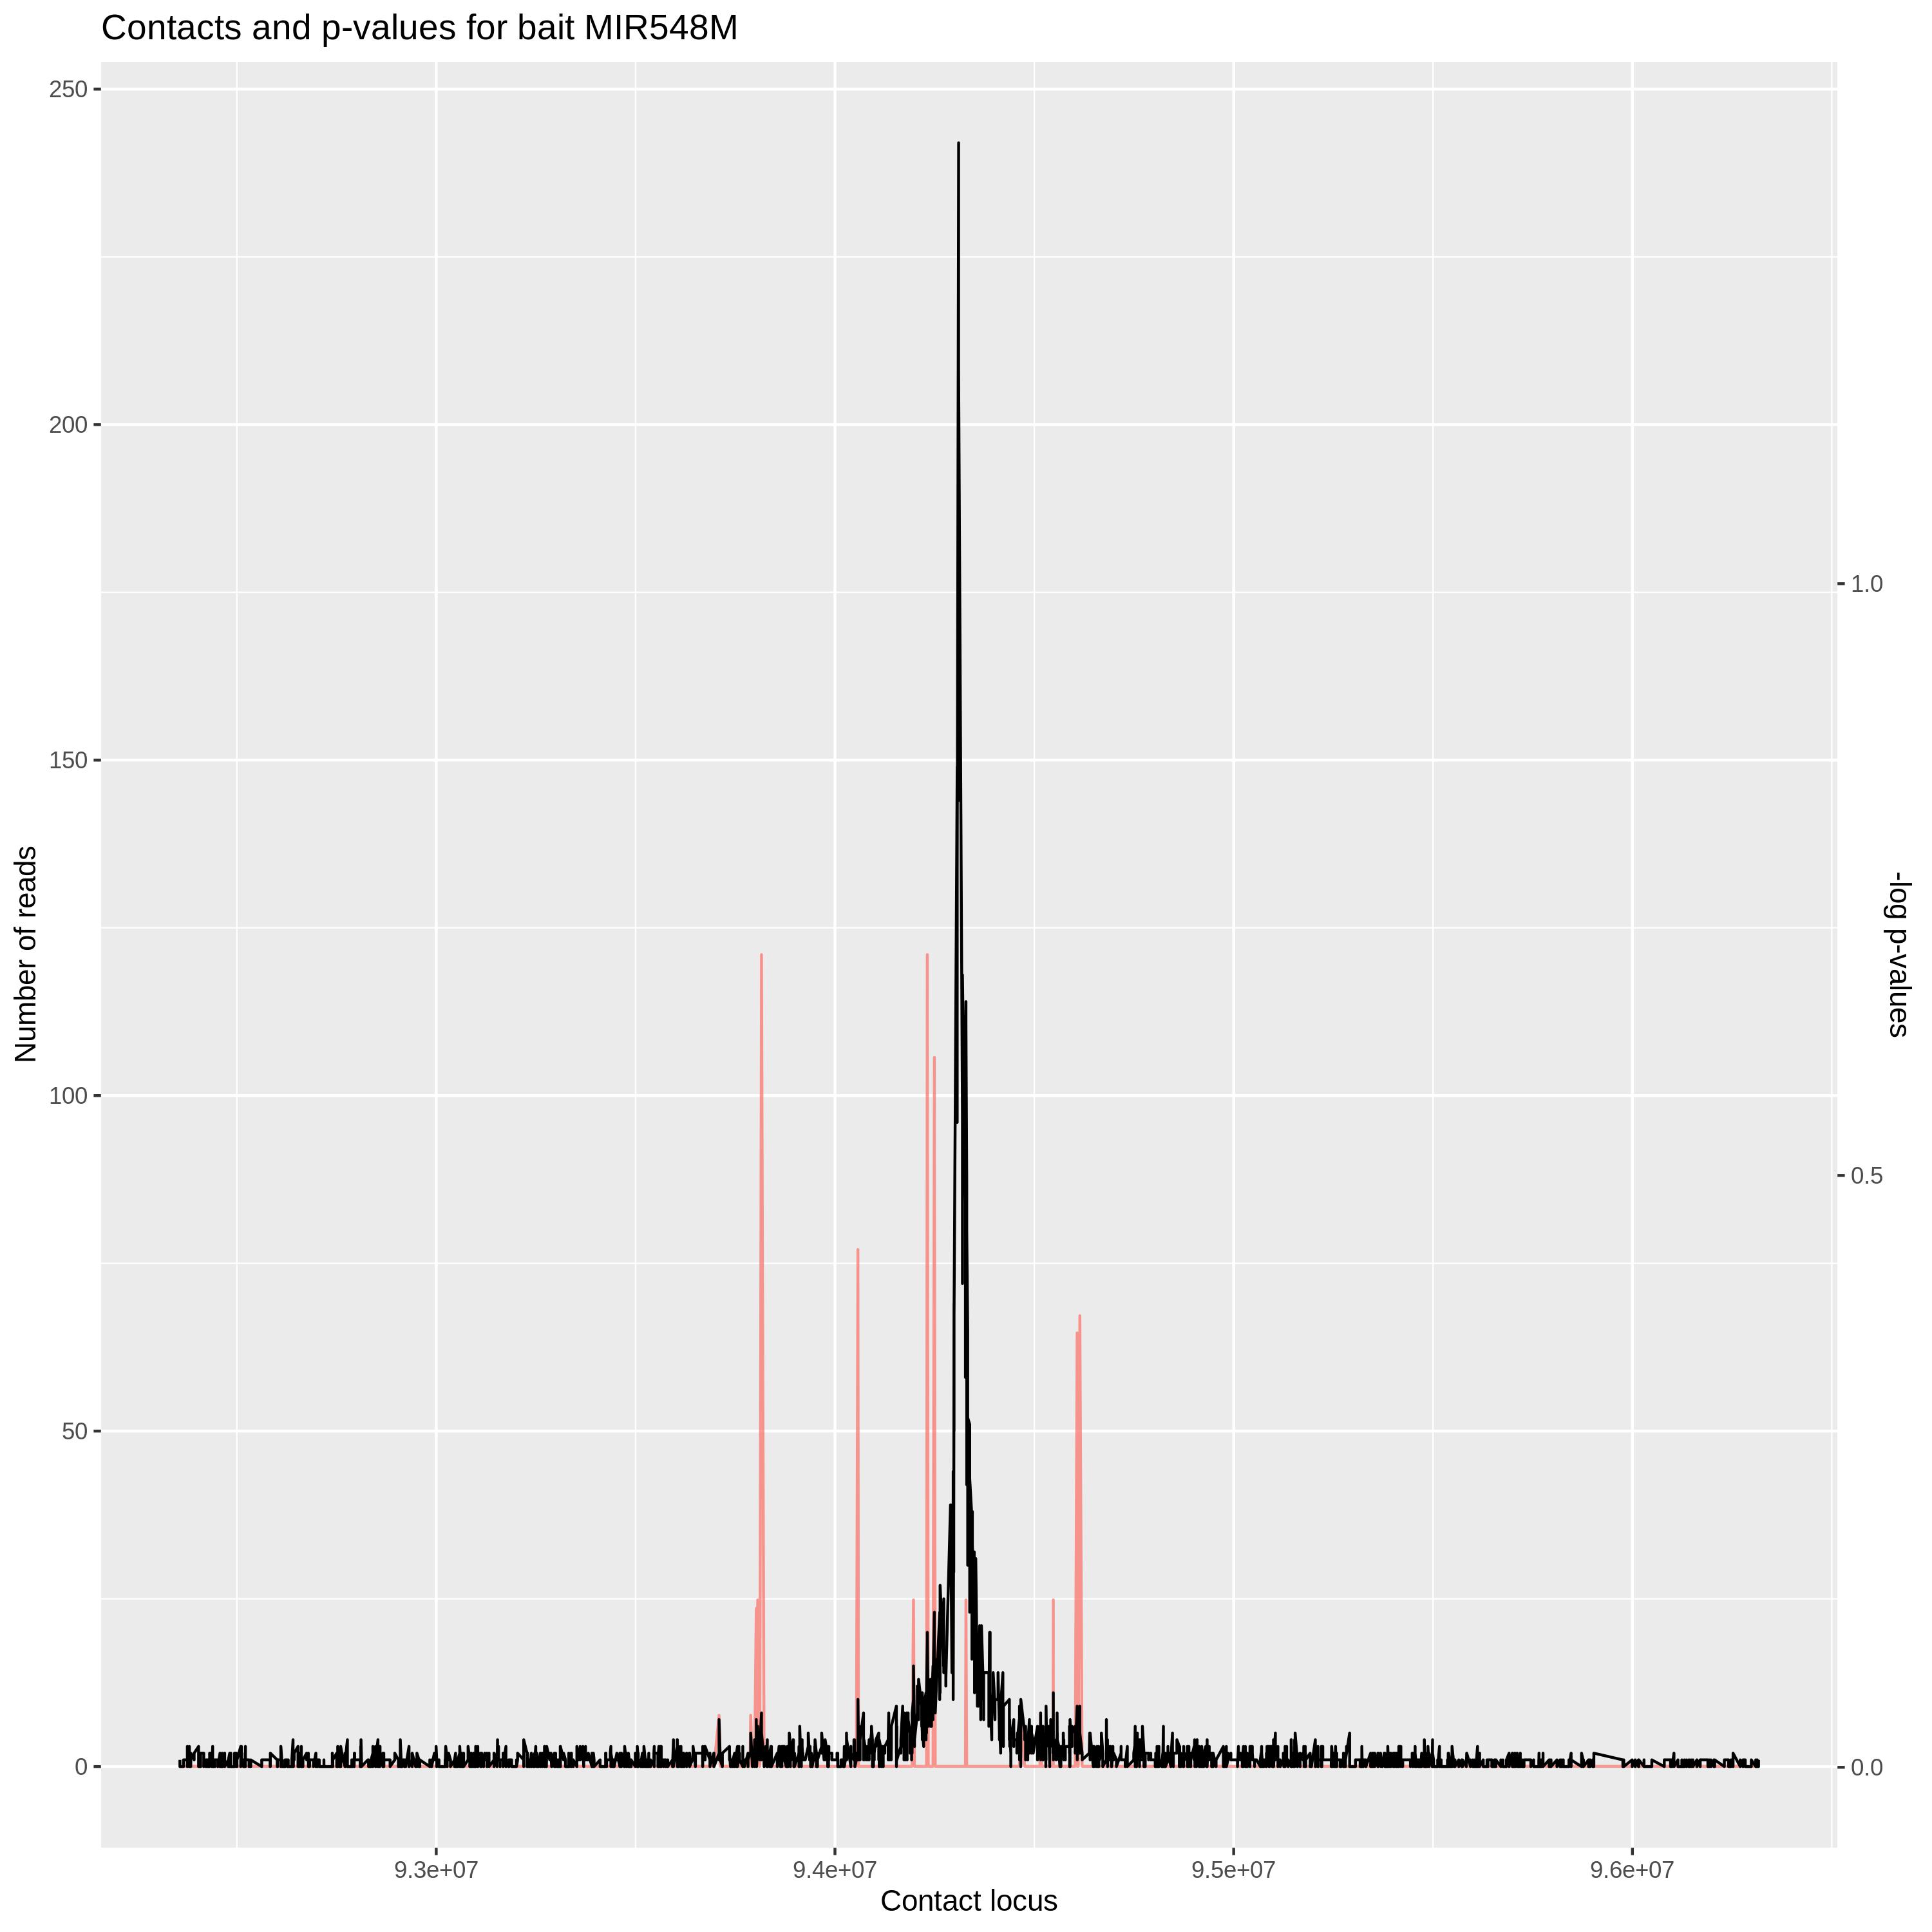 Contacts and p-values for bait MIR548M
250
200
150
100
50
0
Number of reads
1.0
0.5
0.0
-log p-values
9.3e+07
9.4e+07
9.5e+07
9.6e+07
Contact locus